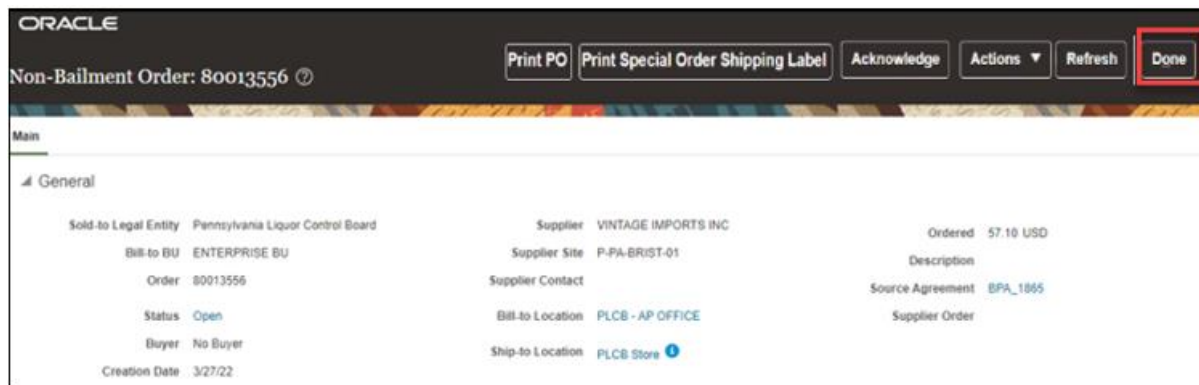 ORACLE
Non-Bailment Order: 80013556
Print PO Print Special Order Shipping Label Acknowledge Actions Refresh Done
Main
General
Sold-to Legal Entity Pennsylvania Liquor Control Board
Bill-to BU ENTERPRISE BU
Order 80013556
Status Open
Buyer No Buyer
Creation Date 3/27/22
Supplier VINTAGE IMPORTS INC
Supplier Site P-PA-BRIST-01
Supplier Contact
Bill-to Location PLCB - AP OFFICE
Ship-to Location PLCB Store
Ordered 57.10 USD
Description
Source Agreement BPA_1865
Supplier Order